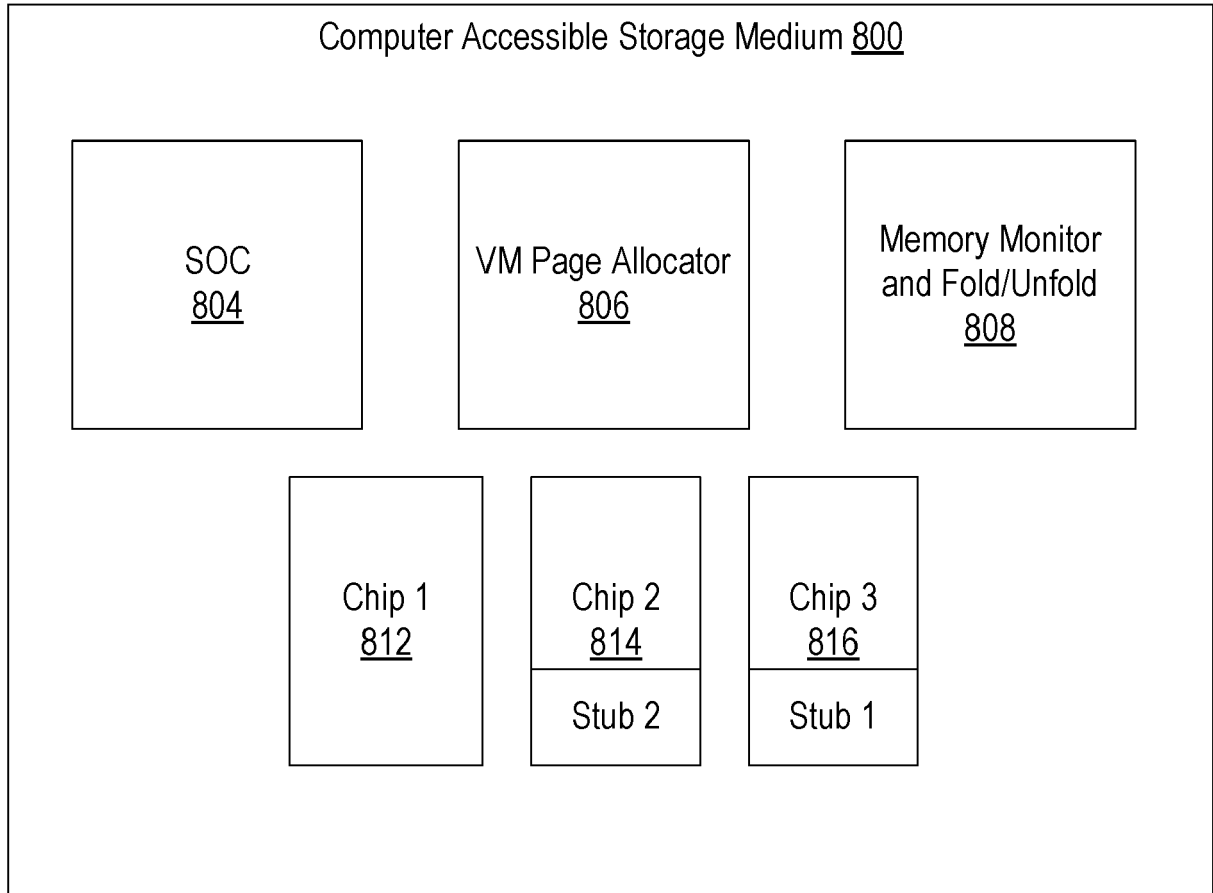 Computer Accessible Storage Medium 800
SOC
804
VM Page Allocator
806
Memory Monitor
and Fold/Unfold
808
Chip 1
812
Chip 2
814
Stub 2
Chip 3
816
Stub 1